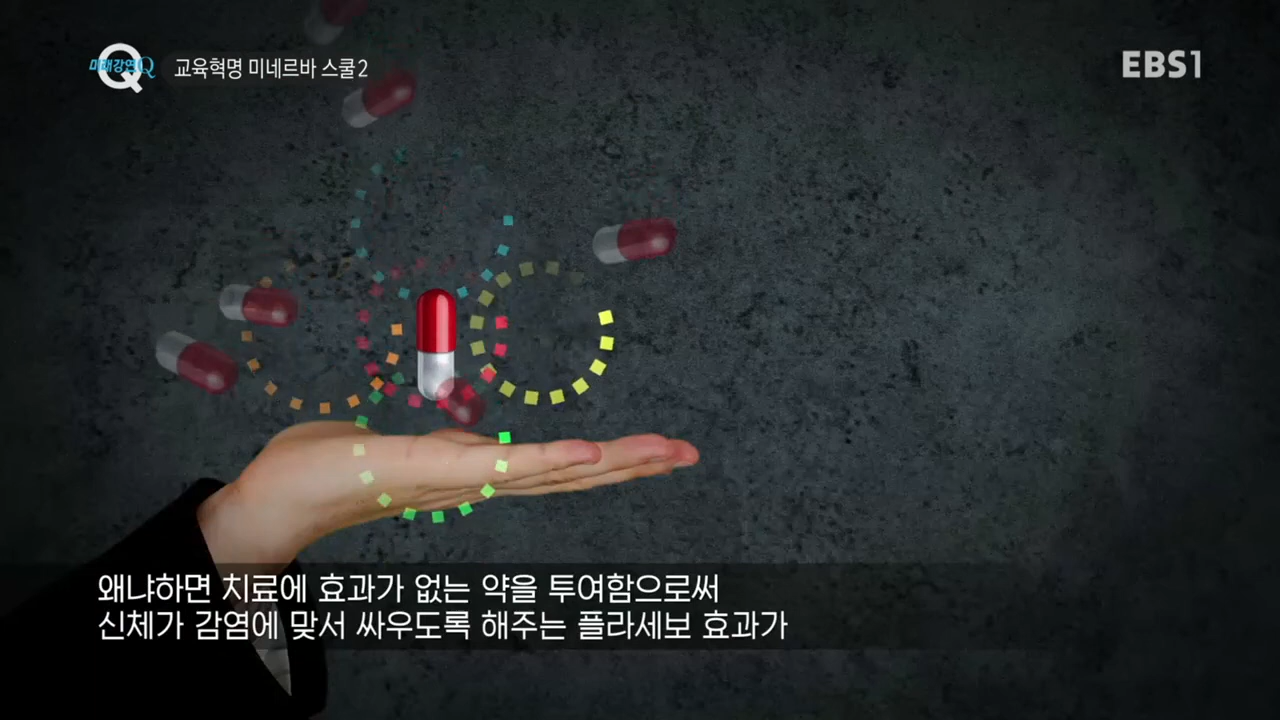 미래강연Q
교육혁명 미네르바 스쿨2
EBS1
왜냐하면 치료에 효과가 없는 약을 투여함으로써
신체가 감염에 맞서 싸우도록 해주는 플라세보 효과가